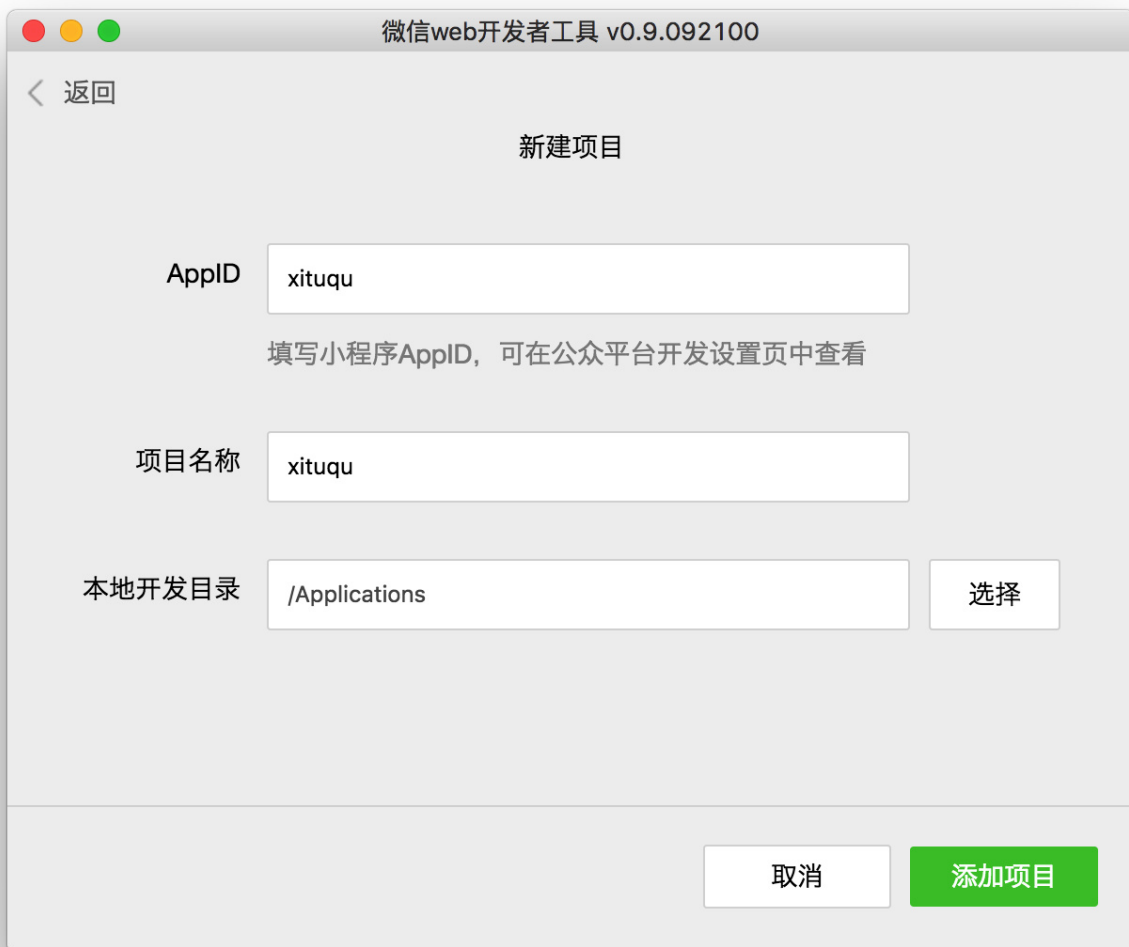 微信web开发者工具 v0.9.092100
返回
新建项目
AppID
xituqu
填写小程序AppID，可在公众平台开发设置页中查看
项目名称
xituqu
本地开发目录
/Applications
选择
取消
添加项目